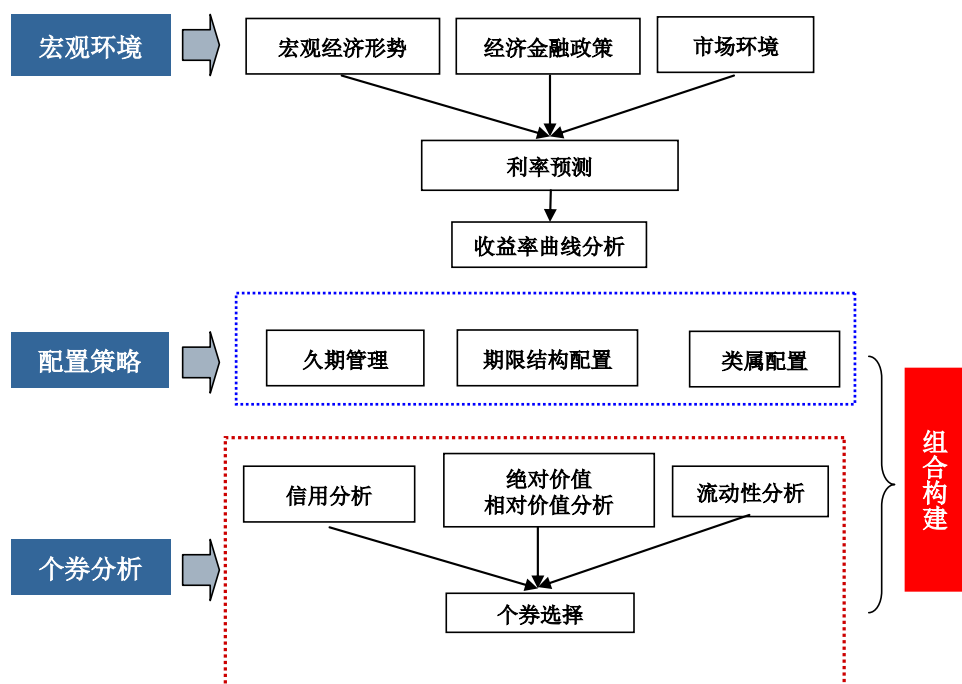 宏观环境
宏观经济形势
经济金融政策
市场环境
利率预测
收益率曲线分析
配置策略
久期管理
期限结构配置
类属配置
组合构建
个券分析
信用分析
绝对价值
相对价值分析
流动性分析
个券选择